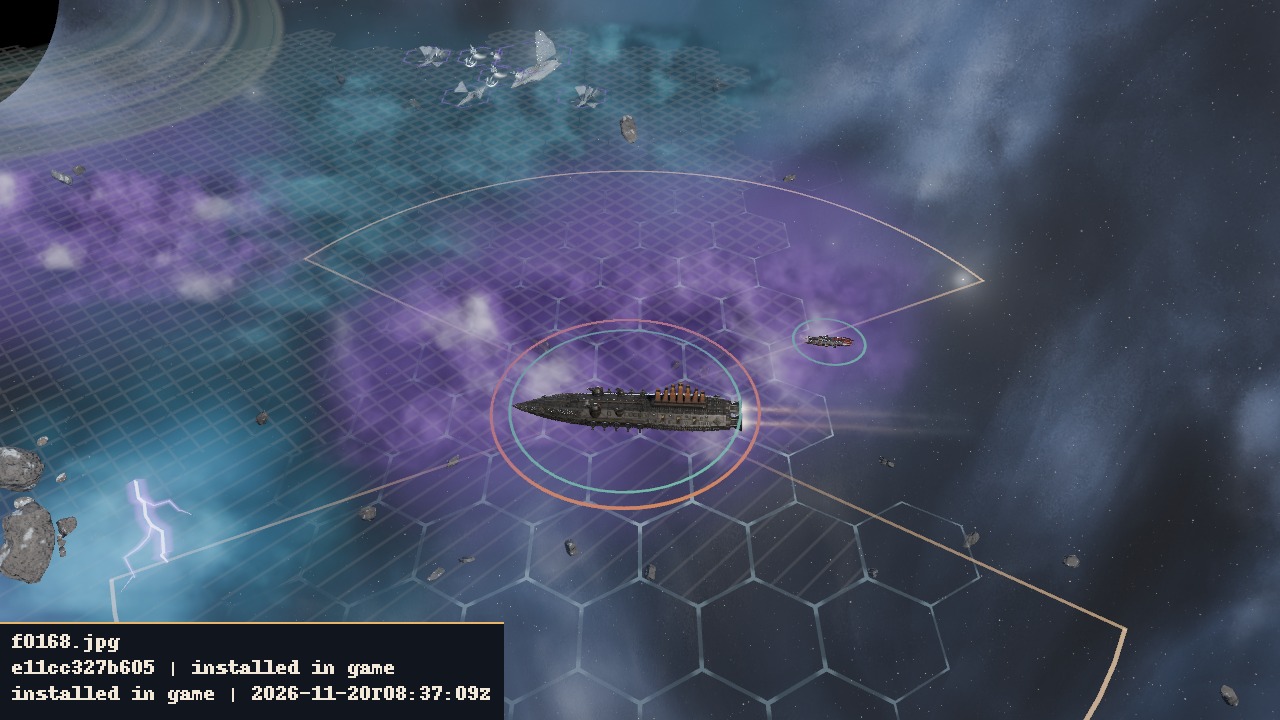 f0168.jpg
e11cc327b605 | installed in game
installed in game | 2026-11-20T08:37:09Z